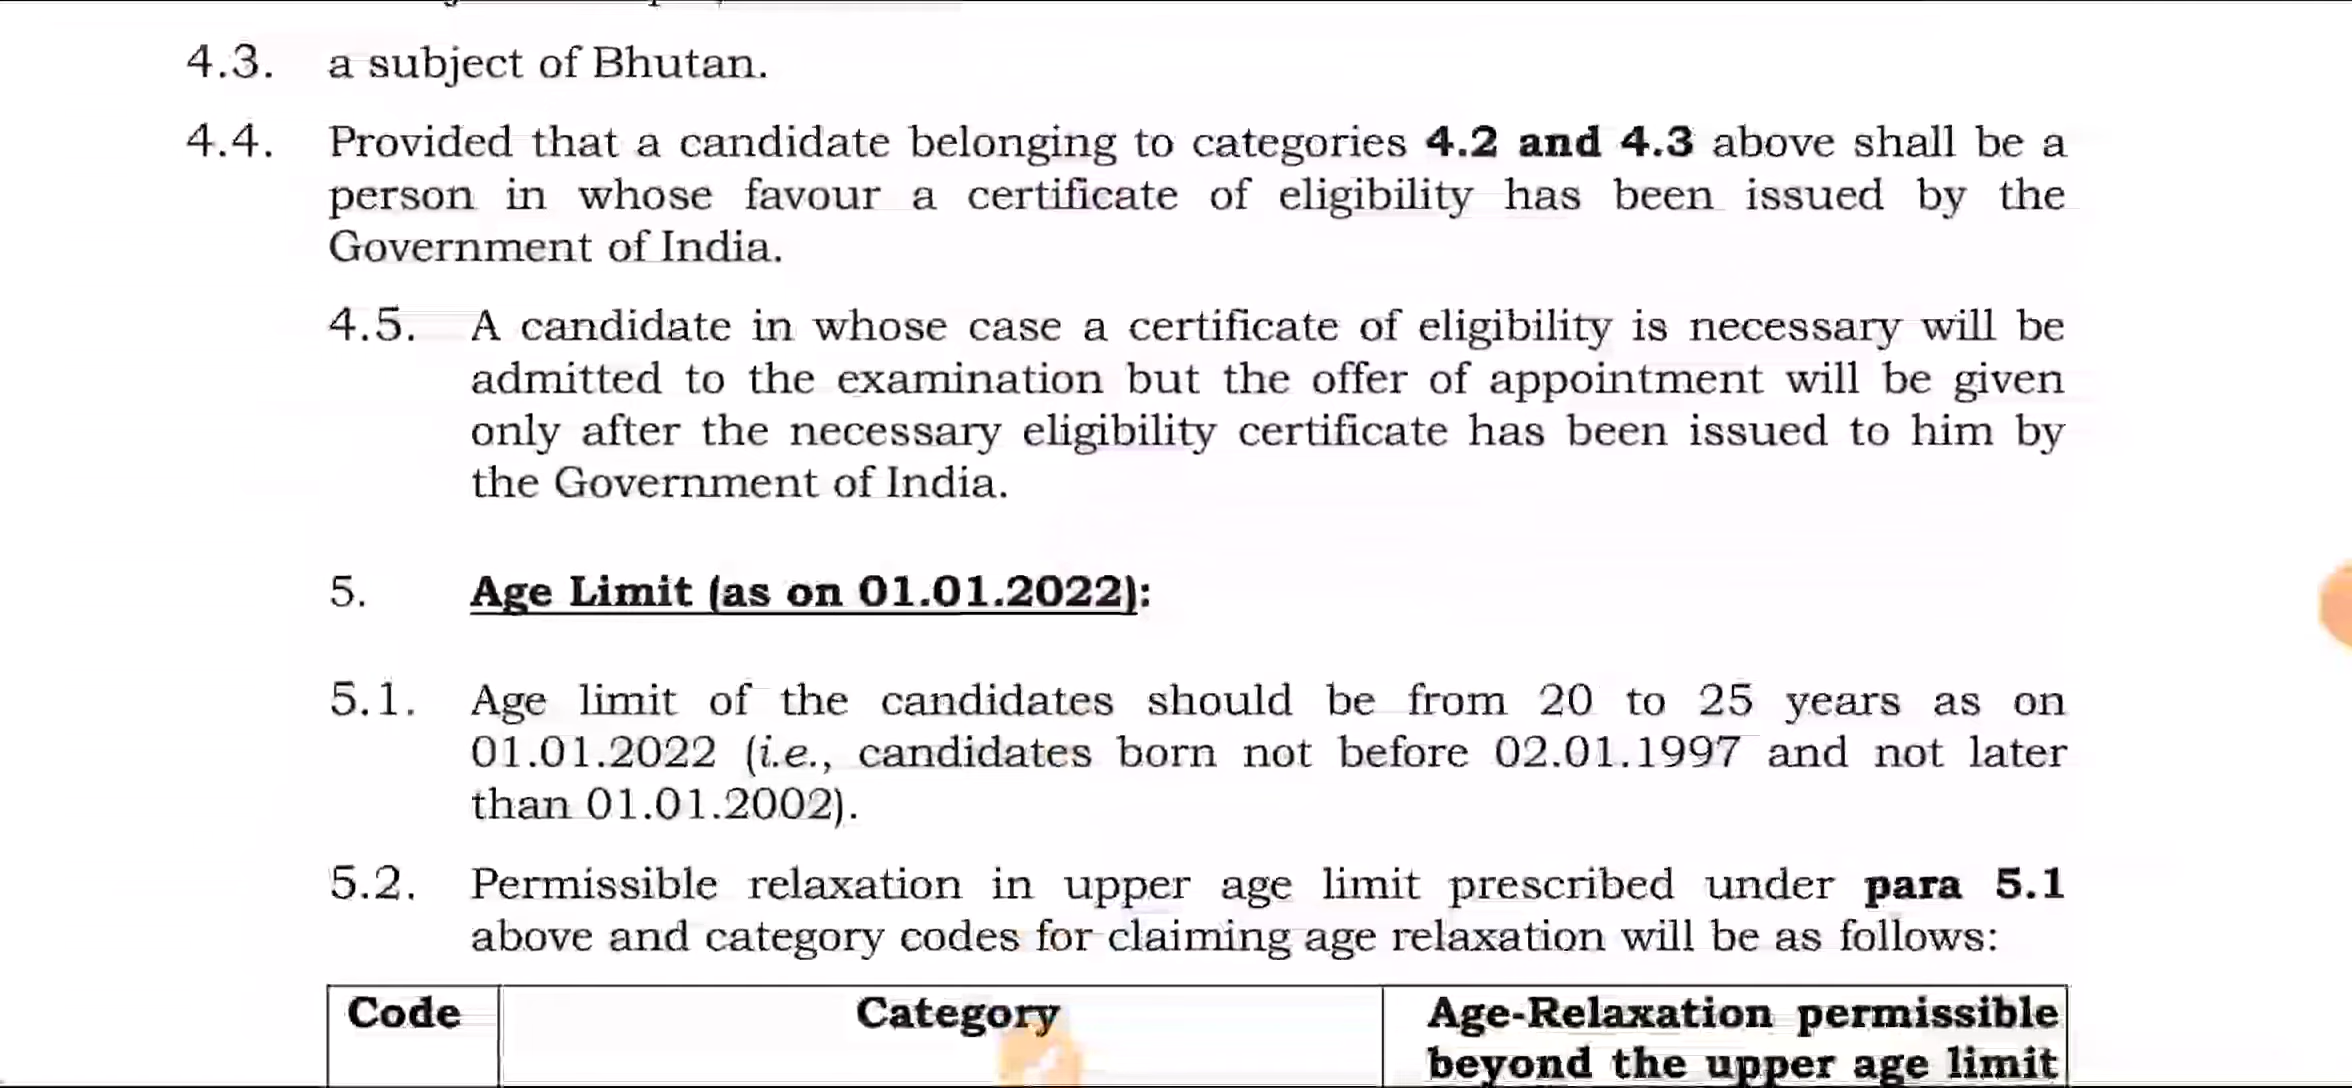 4.3. a subject of Bhutan.
4.4. Provided that a candidate belonging to categories 4.2 and 4.3 above shall be a
person in whose favour a certificate of eligibility has been issued by the
Government of India.
4.5. A candidate in whose case a certificate of eligibility is necessary will be
admitted to the examination but the offer of appointment will be given
only after the necessary eligibility certificate has been issued to him by
the Government of India.
5. Age Limit (as on 01.01.2022):
5.1. Age limit of the candidates should be from 20 to 25 years as on
01.01.2022 (i.e., candidates born not before 02.01.1997 and not later
than 01.01.2002).
5.2. Permissible relaxation in upper age limit prescribed under para 5.1
above and category codes for claiming age relaxation will be as follows:
Code Category Age-Relaxation permissible
beyond the upper age limit